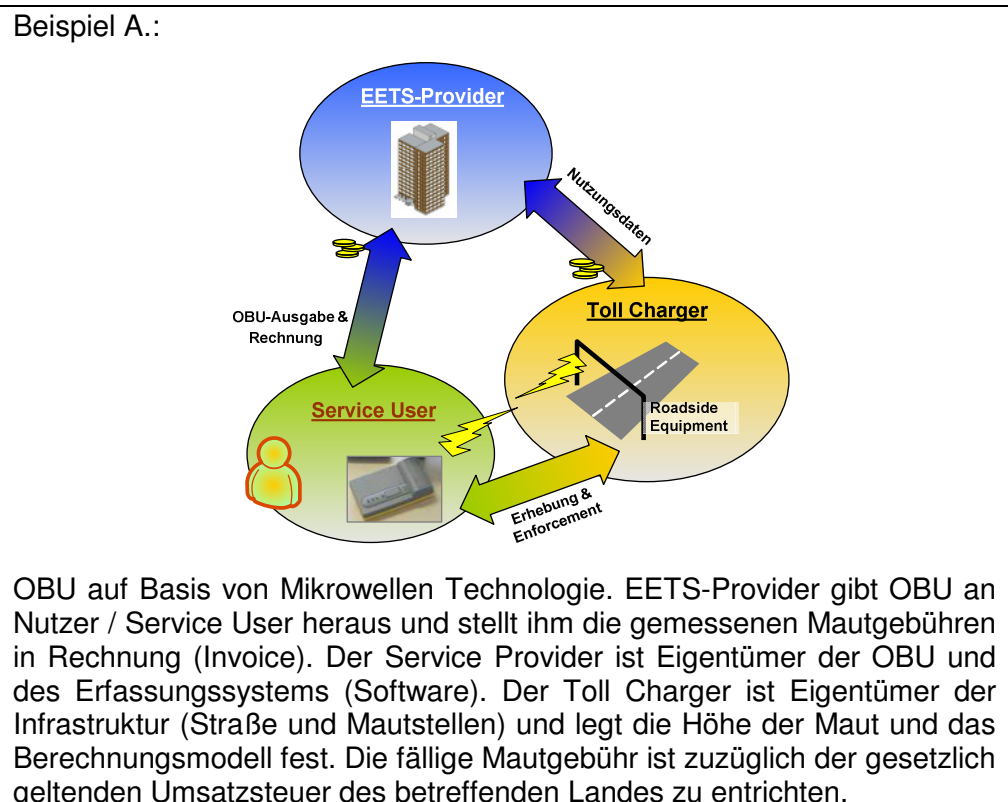 Beispiel A.:
EETS-Provider
Nutzungsdaten
OBU-Ausgabe &
Rechnung
Toll Charger
Service User
Roadside
Equipment
Erhebung &
Enforcement
OBU auf Basis von Mikrowellen Technologie. EETS-Provider gibt OBU an
Nutzer / Service User heraus und stellt ihm die gemessenen Mautgebühren
in Rechnung (Invoice). Der Service Provider ist Eigentümer der OBU und
des Erfassungssystems (Software). Der Toll Charger ist Eigentümer der
Infrastruktur (Straße und Mautstellen) und legt die Höhe der Maut und das
Berechnungsmodell fest. Die fällige Mautgebühr ist zuzüglich der gesetzlich
geltenden Umsatzsteuer des betreffenden Landes zu entrichten.